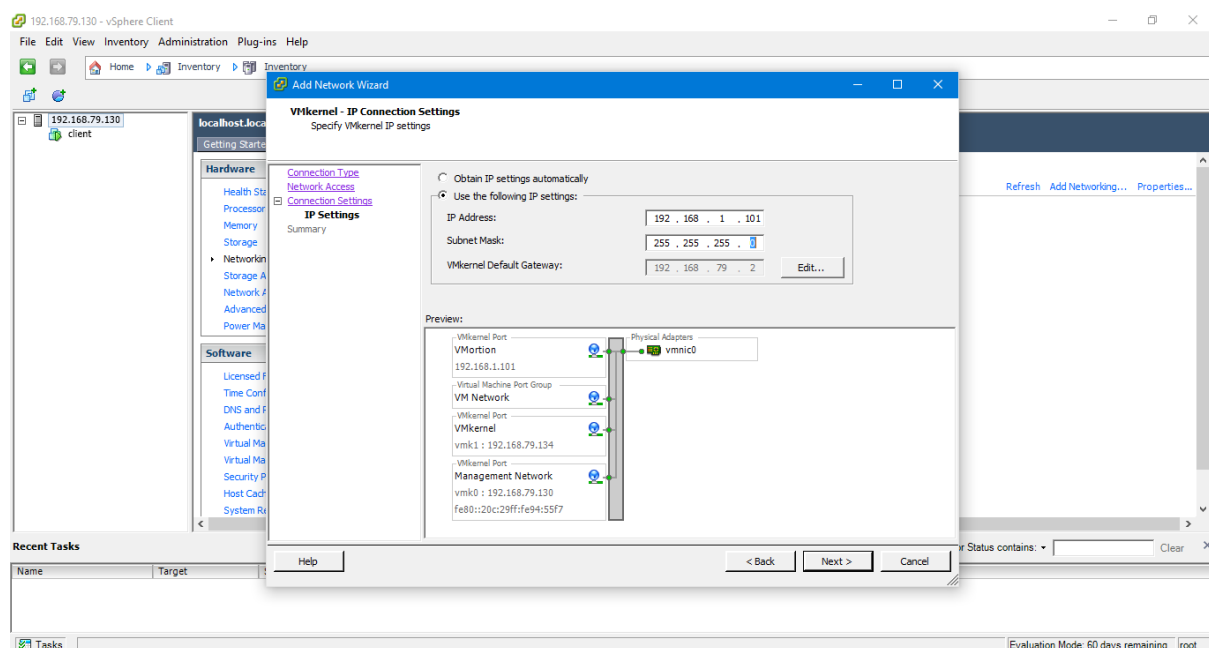 192.168.79.130 - vSphere Client
File Edit View Inventory Administration Plug-ins Help
Home Inventory Inventory
192.168.79.130
client
localhost.loca
Getting Starte
Hardware
Health Sta
Processor
Memory
Storage
Networkin
Storage A
Network A
Advanced
Power Ma
Software
Licensed F
Time Conf
DNS and R
Authentic
Virtual Ma
Virtual Ma
Security P
Host Cach
System Re
Refresh Add Networking... Properties...
Add Network Wizard
VMkernel - IP Connection Settings
Specify VMkernel IP settings
Connection Type
Network Access
Connection Settings
IP Settings
Summary
Obtain IP settings automatically
Use the following IP settings:
IP Address: 192 . 168 . 1 . 101
Subnet Mask: 255 . 255 . 255 . 0
VMkernel Default Gateway: 192 . 168 . 79 . 2 Edit...
Preview:
VMkernel Port
VMortion
192.168.1.101
Physical Adapters
vmnic0
Virtual Machine Port Group
VM Network
VMkernel Port
VMkernel
vmk1 : 192.168.79.134
VMkernel Port
Management Network
vmk0 : 192.168.79.130
fe80::20c:29ff:fe94:55f7
Help < Back Next > Cancel
Recent Tasks
or Status contains: Clear
Name Target
Tasks
Evaluation Mode: 60 days remaining root